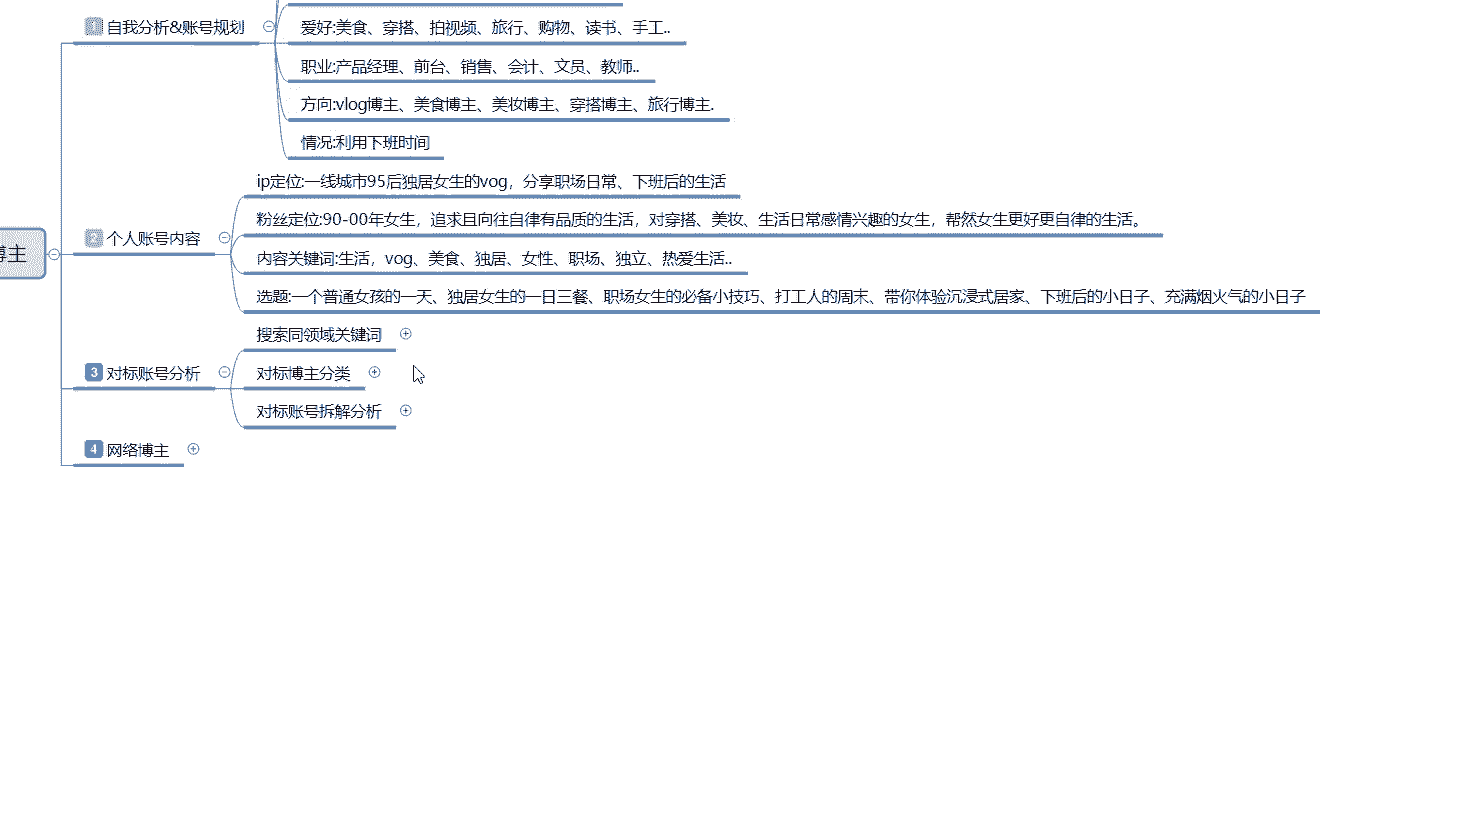 1 自我分析&账号规划
爱好:美食、穿搭、拍视频、旅行、购物、读书、手工..
职业:产品经理、前台、销售、会计、文员、教师..
方向:vlog博主、美食博主、美妆博主、穿搭博主、旅行博主.
情况:利用下班时间
博主
2 个人账号内容
ip定位:一线城市95后独居女生的vog，分享职场日常、下班后的生活
粉丝定位:90-00年女生，追求且向往自律有品质的生活，对穿搭、美妆、生活日常感情兴趣的女生，帮然女生更好更自律的生活。
内容关键词:生活，vog、美食、独居、女性、职场、独立、热爱生活..
选题:一个普通女孩的一天、独居女生的一日三餐、职场女生的必备小技巧、打工人的周末、带你体验沉浸式居家、下班后的小日子、充满烟火气的小日子
3 对标账号分析
搜索同领域关键词
对标博主分类
对标账号拆解分析
4 网络博主